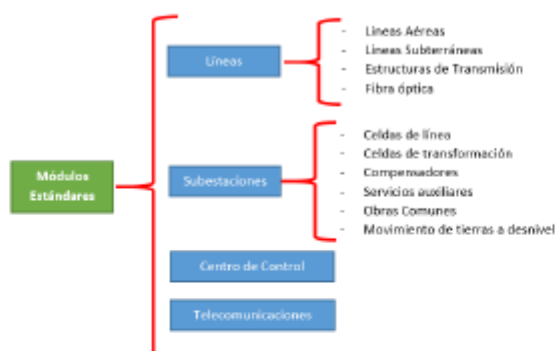 Módulos
Estándares
Líneas
- Líneas Aéreas
- Líneas Subterráneas
- Estructuras de Transmisión
- Fibra óptica
Subestaciones
- Celdas de línea
- Celdas de transformación
- Compensadores
- Servicios auxiliares
- Obras Comunes
- Movimiento de tierras a desnivel
Centro de Control
Telecomunicaciones